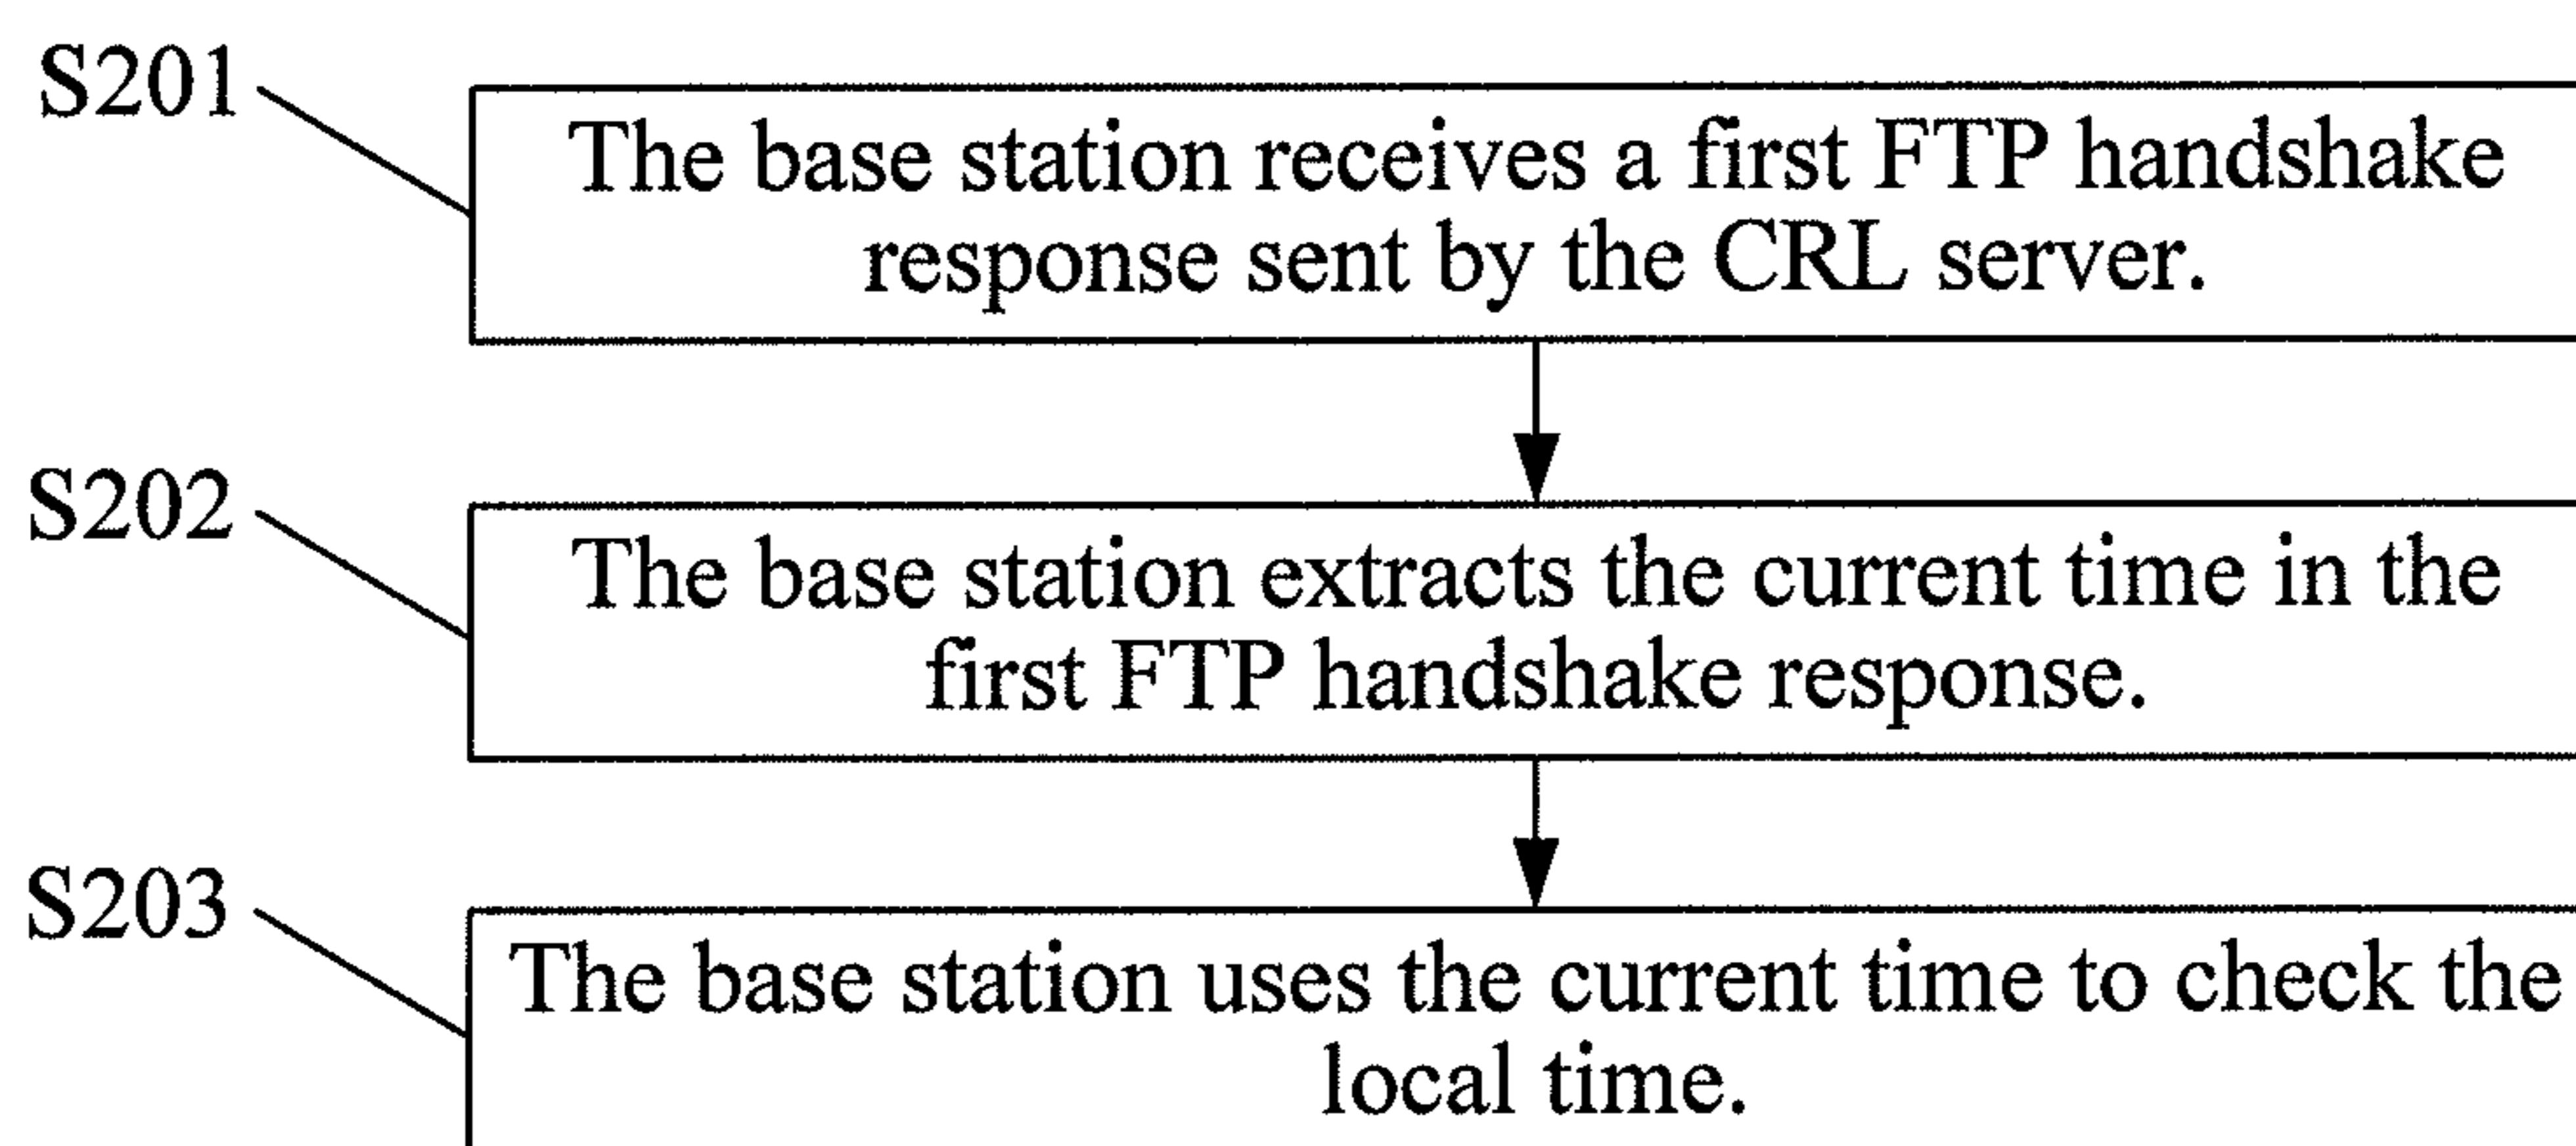 S201
The base station receives a first FTP handshake
response sent by the CRL server.
S202
The base station extracts the current time in the
first FTP handshake response.
S203
The base station uses the current time to check the
local time.